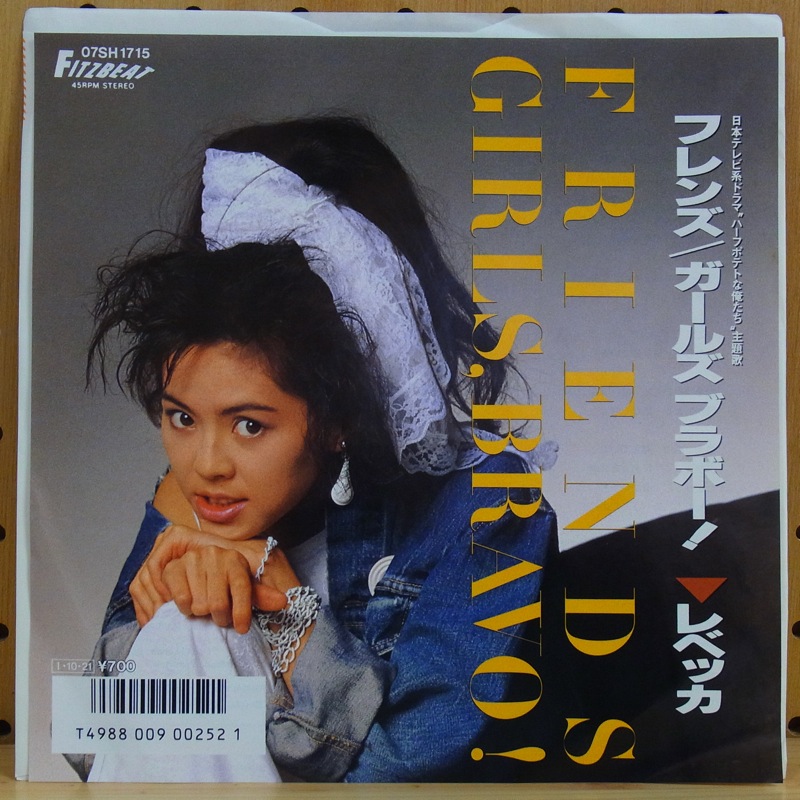 07SH1715
FITZBEAT
45RPM STEREO
FRIENDS
GIRLS, BRAVO!
日本テレビ系ドラマ“ハーフポテトな俺たち”主題歌
フレンズ/ガールズ ブラボー!
▼レベッカ
I・10・21 ¥700
T4988 009 00252 1